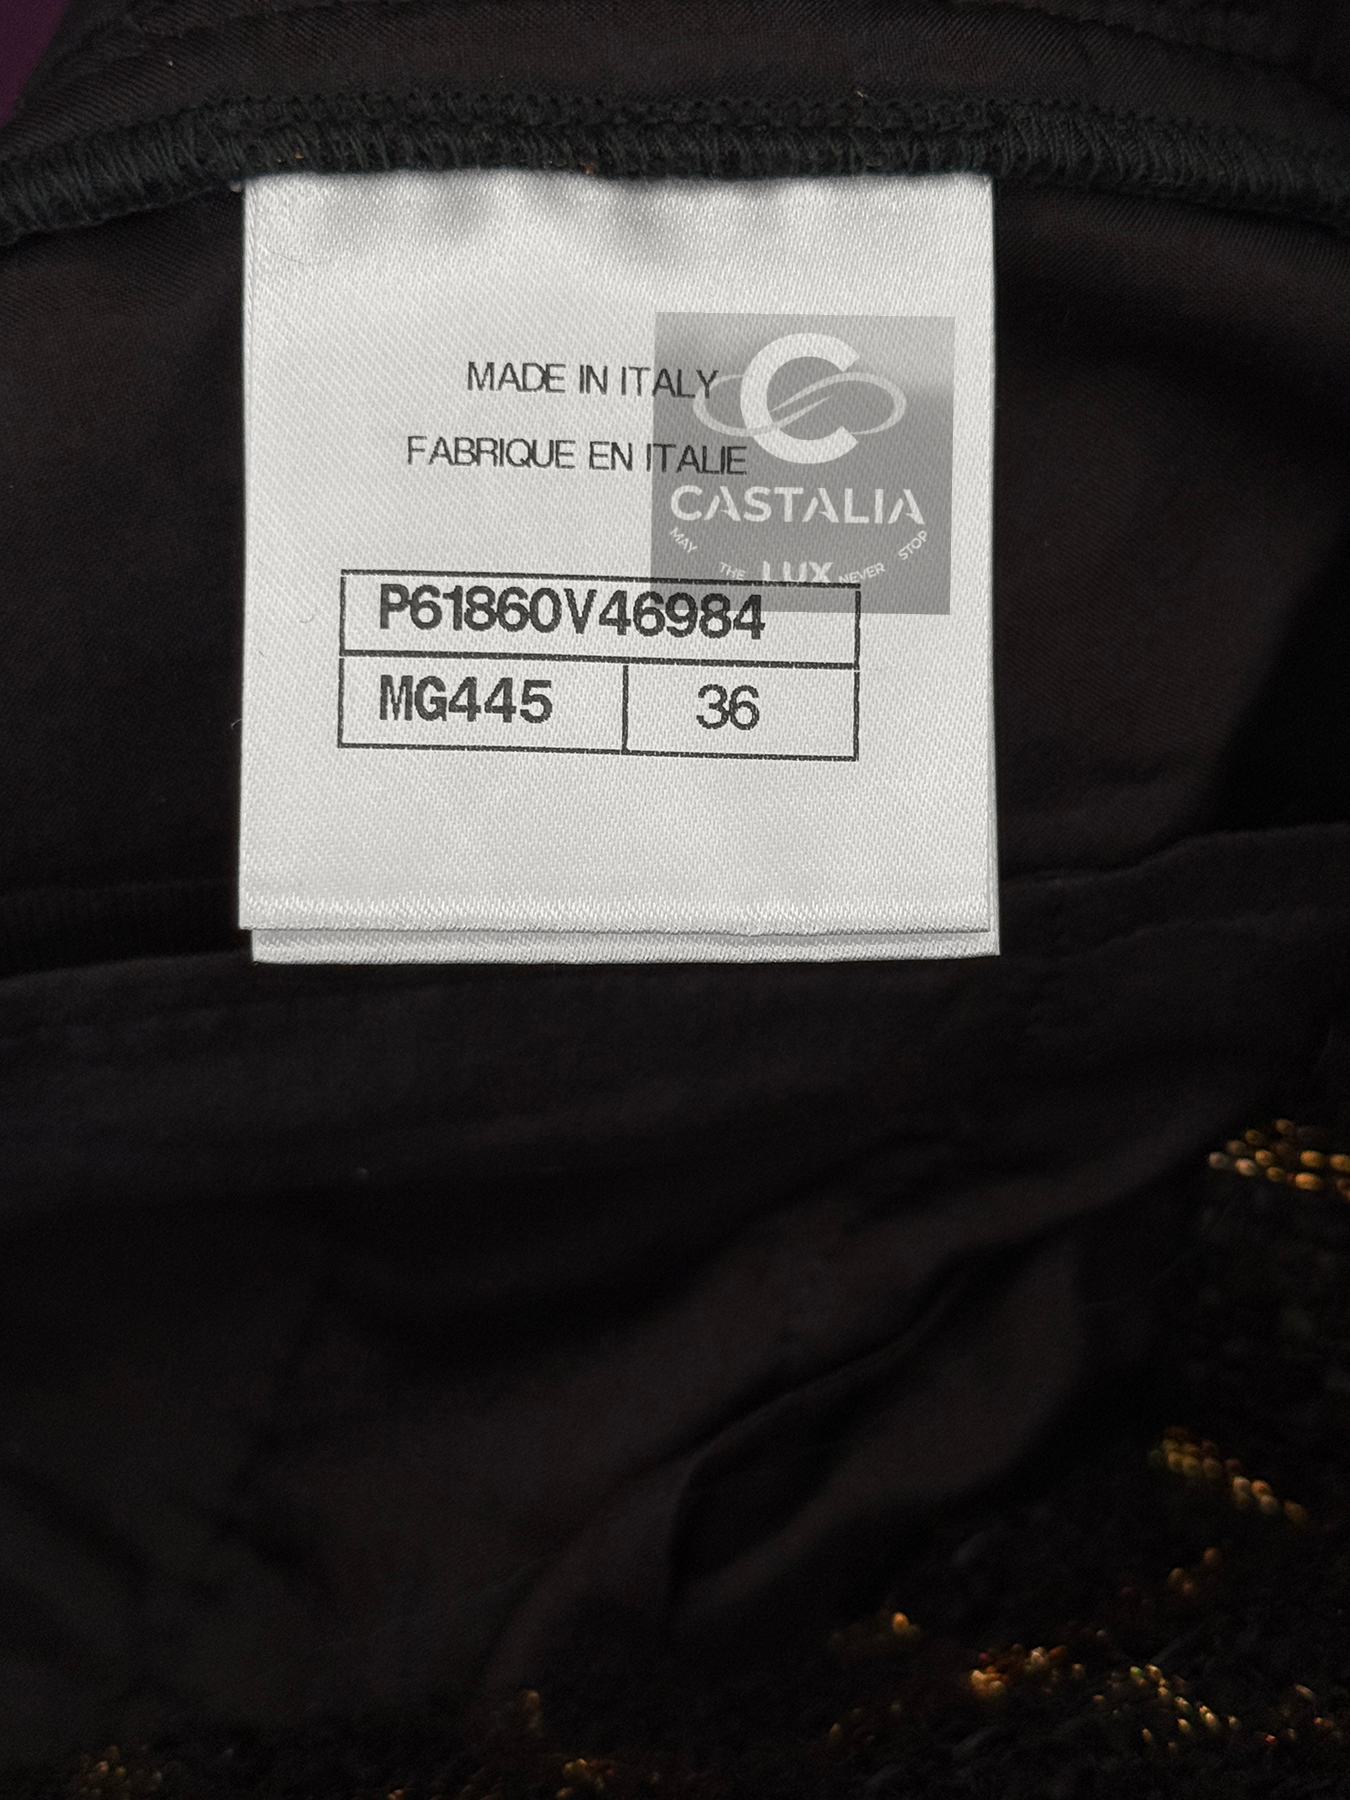 MADE IN ITALY
FABRIQUE EN ITALIE
C
CASTALIA
MAY THE LUX NEVER STOP
P61860V46984
MG445
36